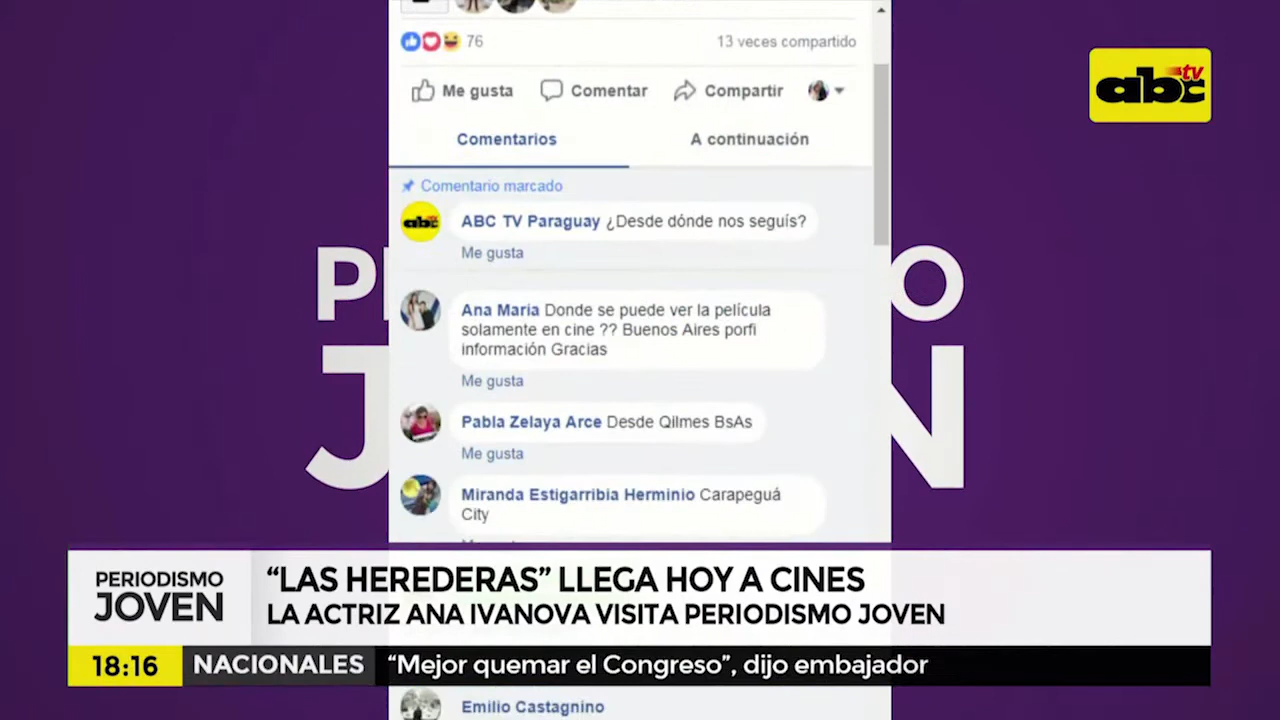 76
13 veces compartido
Me gusta
Comentar
Compartir
Comentarios
A continuación
Comentario marcado
ABC TV Paraguay ¿Desde dónde nos seguís?
Me gusta
Ana Maria Donde se puede ver la película
solamente en cine ?? Buenos Aires porfi
información Gracias
Me gusta
Pabla Zelaya Arce Desde Qilmes BsAs
Me gusta
Miranda Estigarribia Herminio Carapeguá
City
abc tv
PERIODISMO
JOVEN
“LAS HEREDERAS” LLEGA HOY A CINES
LA ACTRIZ ANA IVANOVA VISITA PERIODISMO JOVEN
18:16
NACIONALES
“Mejor quemar el Congreso”, dijo embajador
Emilio Castagnino